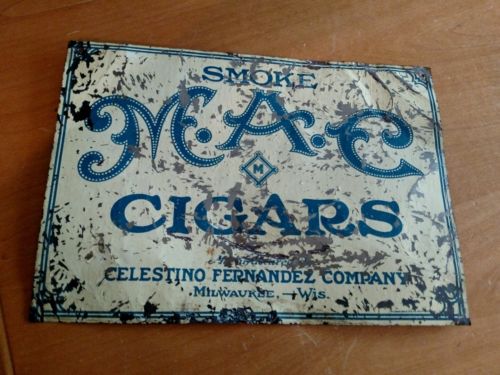 SMOKE
M.A.C
M
CIGARS
CELESTINO FERNANDEZ COMPANY
MILWAUKEE.—WIS.